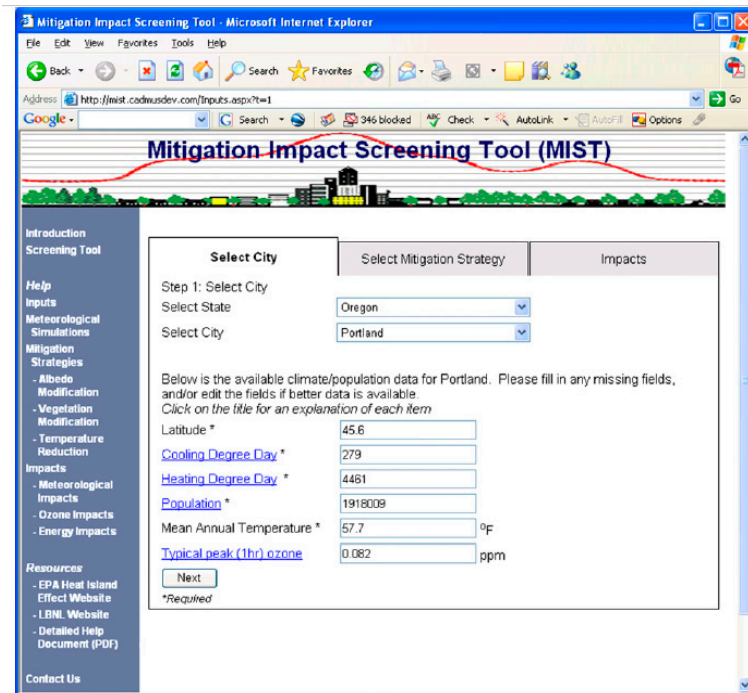 Mitigation Impact Screening Tool - Microsoft Internet Explorer
File Edit View Favorites Tools Help
Back Search Favorites
Address http://mist.cadmusdev.com/Inputs.aspx?t=1 Go
Google Search 346 blocked ABC Check AutoLink AutoFill Options
Mitigation Impact Screening Tool (MIST)
Introduction
Screening Tool
Help
Inputs
Meteorological
Simulations
Mitigation
Strategies
- Albedo
Modification
- Vegetation
Modification
- Temperature
Reduction
Impacts
- Meteorological
Impacts
- Ozone Impacts
- Energy Impacts
Resources
- EPA Heat Island
Effect Website
- LBNL Website
- Detailed Help
Document (PDF)
Contact Us
Select City Select Mitigation Strategy Impacts
Step 1: Select City
Select State Oregon
Select City Portland
Below is the available climate/population data for Portland. Please fill in any missing fields,
and/or edit the fields if better data is available.
Click on the title for an explanation of each item
Latitude * 45.6
Cooling Degree Day * 279
Heating Degree Day * 4461
Population * 1918009
Mean Annual Temperature * 57.7 ⁰F
Typical peak (1hr) ozone 0.082 ppm
Next
*Required